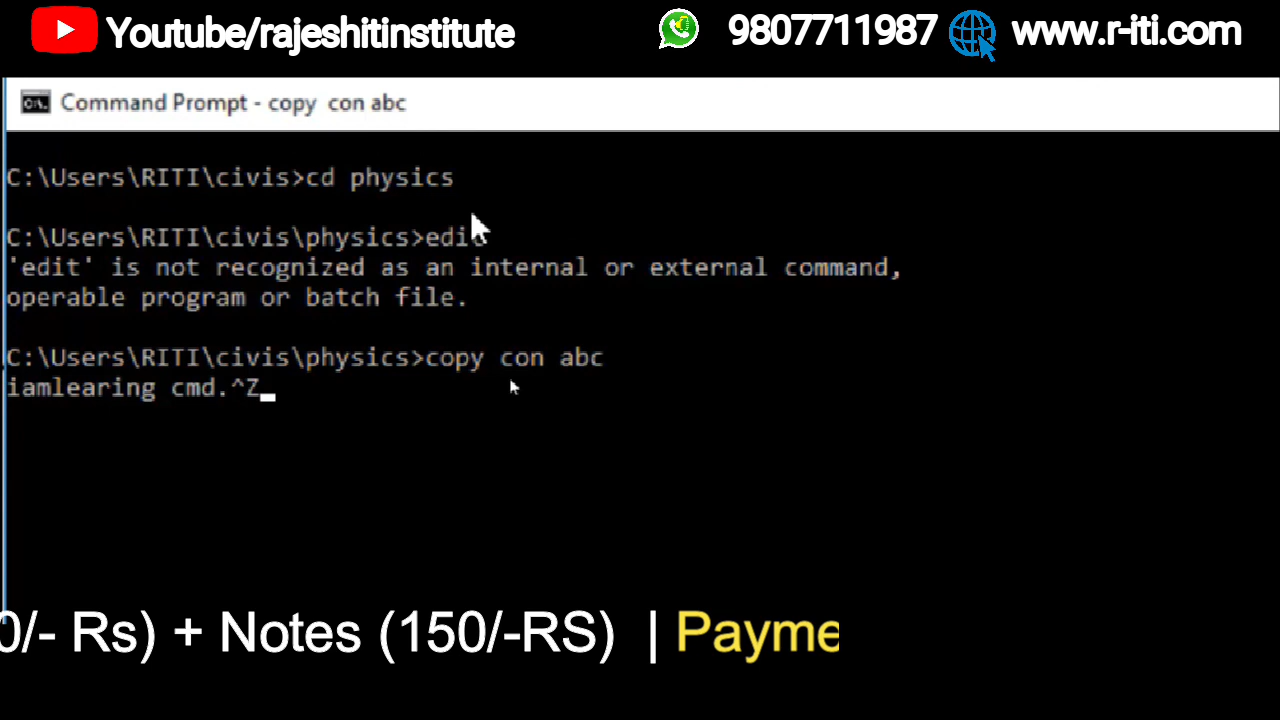 Youtube/rajeshitinstitute 9807711987 www.r-iti.com
Command Prompt - copy  con abc
C:\Users\RITI\civis>cd physics
C:\Users\RITI\civis\physics>edit
'edit' is not recognized as an internal or external command,
operable program or batch file.
C:\Users\RITI\civis\physics>copy con abc
iamlearing cmd.^Z
0/- Rs) + Notes (150/-RS) | Payme